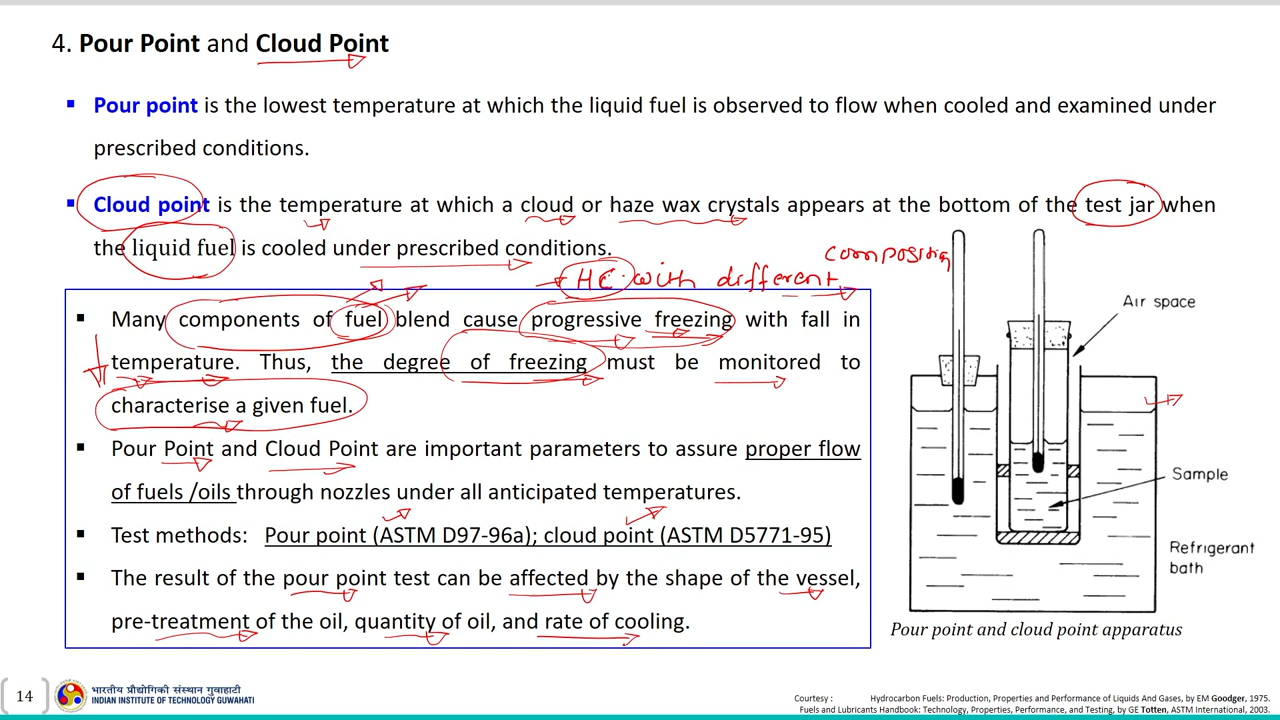 4. Pour Point and Cloud Point
▪ Pour point is the lowest temperature at which the liquid fuel is observed to flow when cooled and examined under
prescribed conditions.
▪ Cloud point is the temperature at which a cloud or haze wax crystals appears at the bottom of the test jar when
the liquid fuel is cooled under prescribed conditions.
composition
HC with different
▪ Many components of fuel blend cause progressive freezing with fall in
temperature. Thus, the degree of freezing must be monitored to
characterise a given fuel.
▪ Pour Point and Cloud Point are important parameters to assure proper flow
of fuels /oils through nozzles under all anticipated temperatures.
▪ Test methods: Pour point (ASTM D97-96a); cloud point (ASTM D5771-95)
▪ The result of the pour point test can be affected by the shape of the vessel,
pre-treatment of the oil, quantity of oil, and rate of cooling.
Air space
Sample
Refrigerant
bath
Pour point and cloud point apparatus
14
भारतीय प्रौद्योगिकी संस्थान गुवाहाटी
INDIAN INSTITUTE OF TECHNOLOGY GUWAHATI
Courtesy : Hydrocarbon Fuels: Production, Properties and Performance of Liquids And Gases, by EM Goodger, 1975.
Fuels and Lubricants Handbook: Technology, Properties, Performance, and Testing, by GE Totten, ASTM International, 2003.